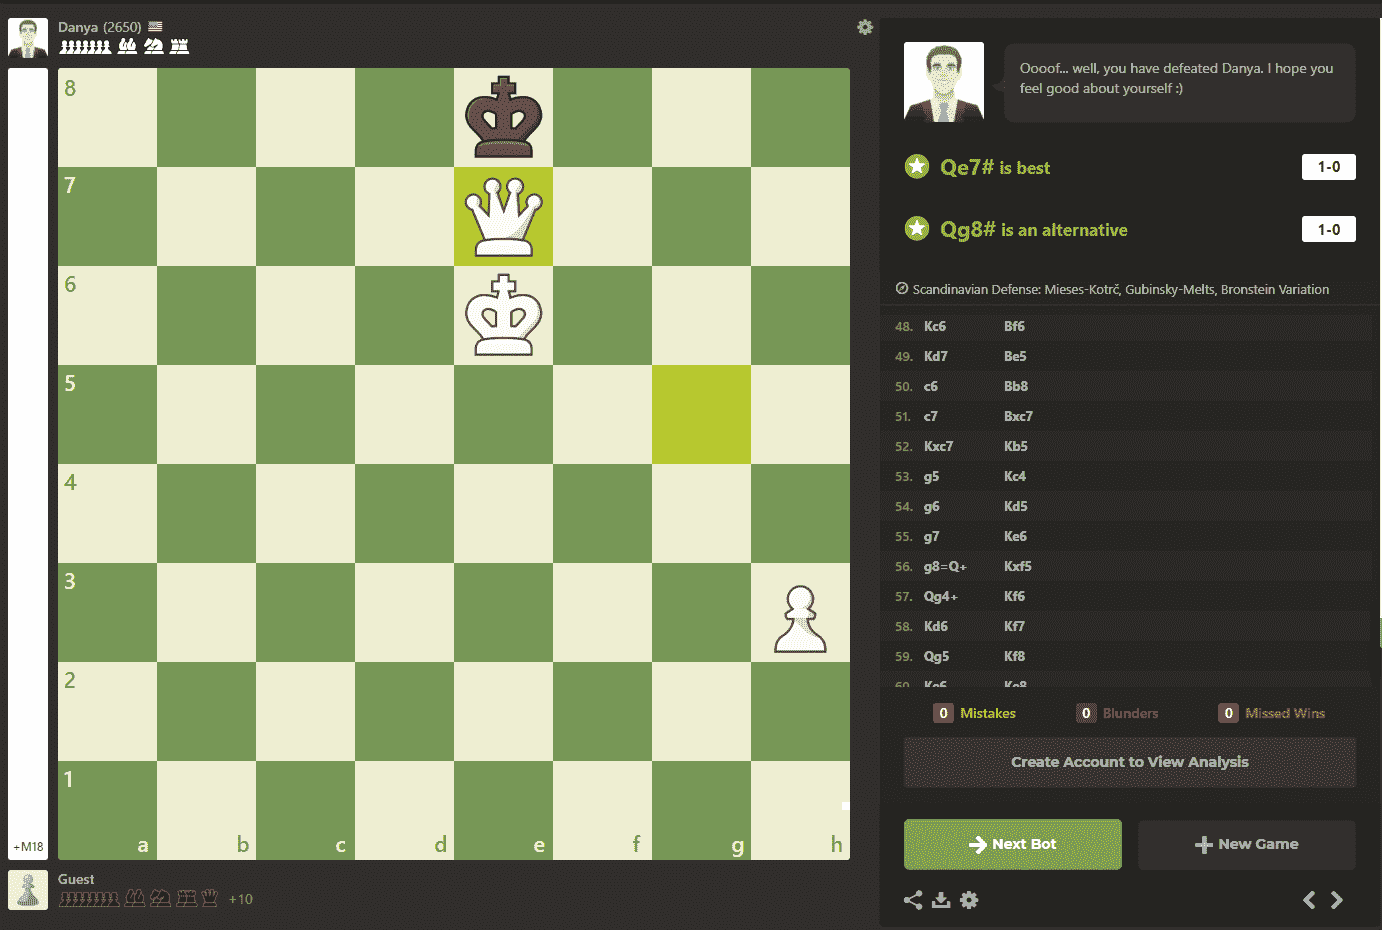 Danya (2650)
Oooof... well, you have defeated Danya. I hope you
feel good about yourself :)
Qe7# is best 1-0
Qg8# is an alternative 1-0
Scandinavian Defense: Mieses-Kotrč, Gubinsky-Melts, Bronstein Variation
48. Kc6 Bf6
49. Kd7 Be5
50. c6 Bb8
51. c7 Bxc7
52. Kxc7 Kb5
53. g5 Kc4
54. g6 Kd5
55. g7 Ke6
56. g8=Q+ Kxf5
57. Qg4+ Kf6
58. Kd6 Kf7
59. Qg5 Kf8
60. Ke6 Ke8
0 Mistakes 0 Blunders 0 Missed Wins
Create Account to View Analysis
Next Bot New Game
8
7
6
5
4
3
2
1
a b c d e f g h
+M18
Guest
+10